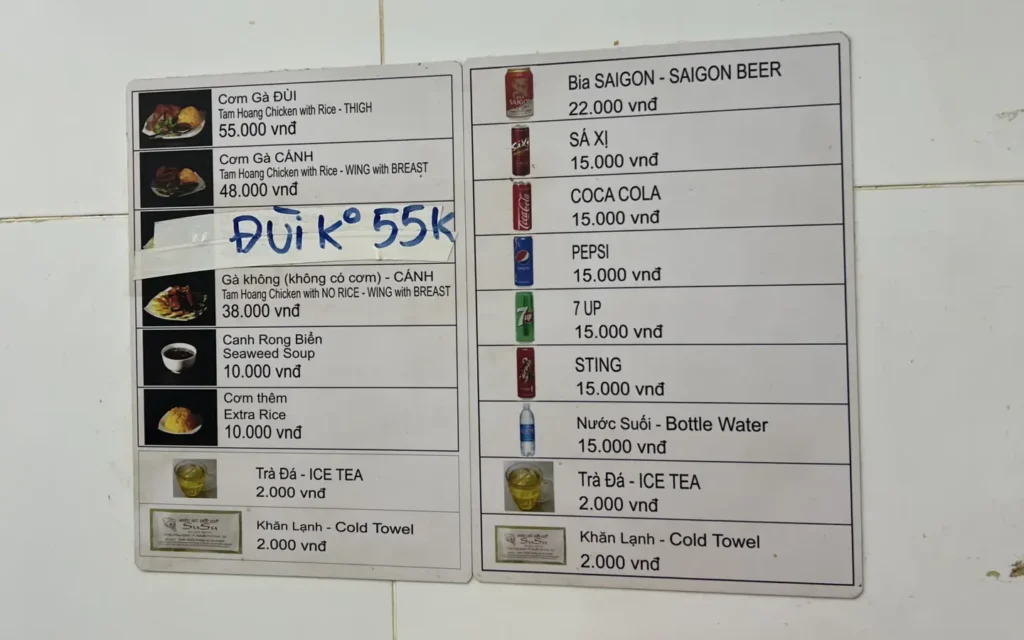 Cơm Gà ĐÙI
Tam Hoang Chicken with Rice - THIGH
55.000 vnđ
Cơm Gà CÁNH
Tam Hoang Chicken with Rice - WING with BREAST
48.000 vnđ
ĐÙi K° 55K
Gà không (không có cơm) - CÁNH
Tam Hoang Chicken with NO RICE - WING with BREAST
38.000 vnđ
Canh Rong Biển
Seaweed Soup
10.000 vnđ
Cơm thêm
Extra Rice
10.000 vnđ
Trà Đá - ICE TEA
2.000 vnđ
SuSu
Khăn Lạnh - Cold Towel
2.000 vnđ
Bia SAIGON - SAIGON BEER
22.000 vnđ
SÁ XỊ
15.000 vnđ
COCA COLA
15.000 vnđ
PEPSI
15.000 vnđ
7 UP
15.000 vnđ
STING
15.000 vnđ
Nước Suối - Bottle Water
15.000 vnđ
Trà Đá - ICE TEA
2.000 vnđ
SuSu
Khăn Lạnh - Cold Towel
2.000 vnđ